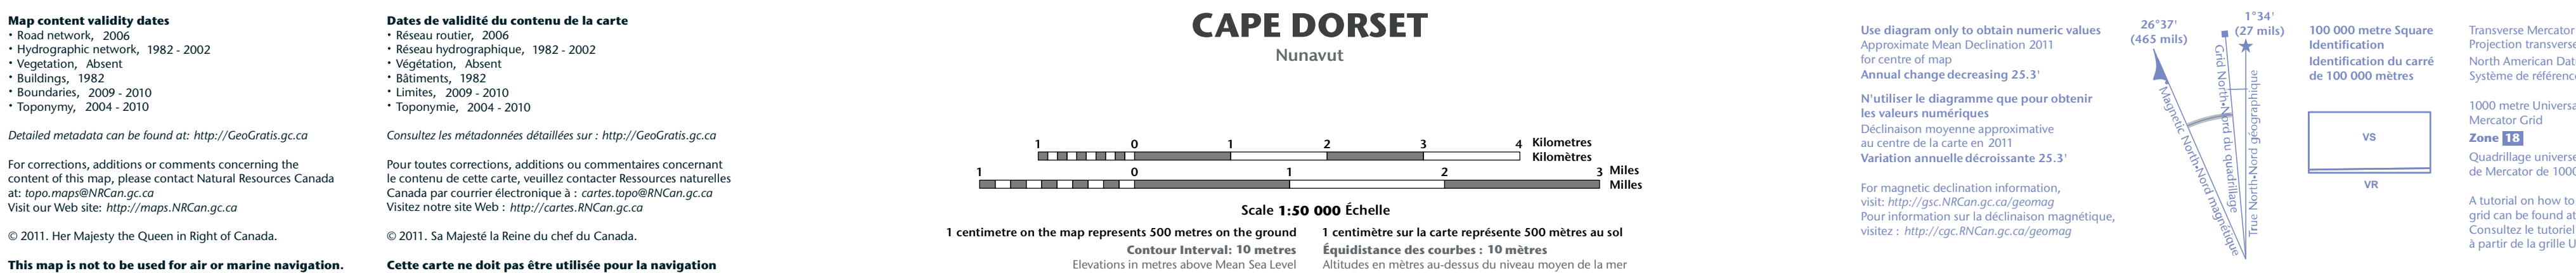 Map content validity dates
• Road network, 2006
• Hydrographic network, 1982 - 2002
• Vegetation, Absent
• Buildings, 1982
• Boundaries, 2009 - 2010
• Toponymy, 2004 - 2010
Detailed metadata can be found at: http://GeoGratis.gc.ca
For corrections, additions or comments concerning the
content of this map, please contact Natural Resources Canada
at: topo.maps@NRCan.gc.ca
Visit our Web site: http://maps.NRCan.gc.ca
© 2011. Her Majesty the Queen in Right of Canada.
This map is not to be used for air or marine navigation.
Dates de validité du contenu de la carte
• Réseau routier, 2006
• Réseau hydrographique, 1982 - 2002
• Végétation, Absent
• Bâtiments, 1982
• Limites, 2009 - 2010
• Toponymie, 2004 - 2010
Consultez les métadonnées détaillées sur : http://GeoGratis.gc.ca
Pour toutes corrections, additions ou commentaires concernant
le contenu de cette carte, veuillez contacter Ressources naturelles
Canada par courrier électronique à : cartes.topo@RNCan.gc.ca
Visitez notre site Web : http://cartes.RNCan.gc.ca
© 2011. Sa Majesté la Reine du chef du Canada.
Cette carte ne doit pas être utilisée pour la navigation
CAPE DORSET
Nunavut
1 0 1 2 3 4 Kilometres
Kilomètres
1 0 1 2 3 Miles
Milles
Scale 1:50 000 Échelle
1 centimetre on the map represents 500 metres on the ground
1 centimètre sur la carte représente 500 mètres au sol
Contour Interval: 10 metres
Équidistance des courbes : 10 mètres
Elevations in metres above Mean Sea Level
Altitudes en mètres au-dessus du niveau moyen de la mer
Use diagram only to obtain numeric values
Approximate Mean Declination 2011
for centre of map
Annual change decreasing 25.3'
N'utiliser le diagramme que pour obtenir
les valeurs numériques
Déclinaison moyenne approximative
au centre de la carte en 2011
Variation annuelle décroissante 25.3'
For magnetic declination information,
visit: http://gsc.NRCan.gc.ca/geomag
Pour information sur la déclinaison magnétique,
visitez : http://cgc.RNCan.gc.ca/geomag
26°37'
(465 mils)
1°34'
(27 mils)
Magnetic North•Nord magnétique
Grid North•Nord du quadrillage
True North•Nord géographique
100 000 metre Square
Identification
Identification du carré
de 100 000 mètres
VS
VR
Transverse Mercator
Projection transverse
North American Dat
Système de référence
1000 metre Universa
Mercator Grid
Zone 18
Quadrillage universe
de Mercator de 1000
A tutorial on how to
grid can be found at
Consultez le tutoriel
à partir de la grille U